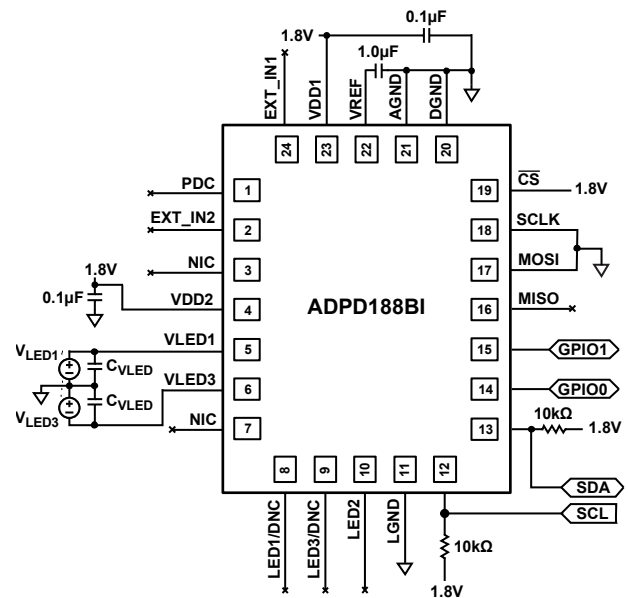 0.1µF
1.8V
1.0µF
EXT_IN1
VDD1
VREF
AGND
DGND
24
23
22
21
20
PDC
1
19
CS
1.8V
EXT_IN2
2
18
SCLK
NIC
3
17
MOSI
1.8V
0.1µF
VDD2
4
ADPD188BI
16
MISO
VLED1
5
15
GPIO1
VLED1
CVLED
VLED3
6
14
GPIO0
CVLED
VLED3
NIC
7
13
10kΩ
1.8V
8
9
10
11
12
SDA
SCL
LED1/DNC
LED3/DNC
LED2
LGND
10kΩ
1.8V